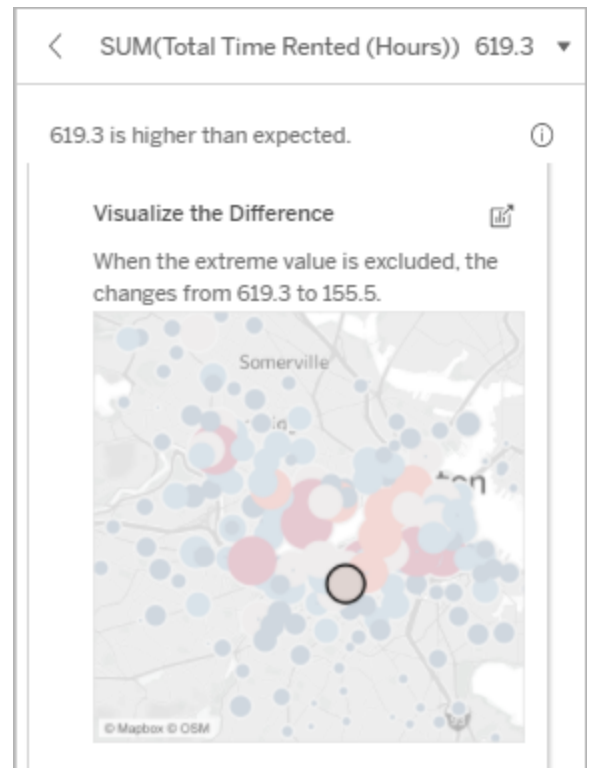 SUM(Total Time Rented (Hours)) 619.3
619.3 is higher than expected.
Visualize the Difference
When the extreme value is excluded, the
changes from 619.3 to 155.5.
Somerville
© Mapbox © OSM